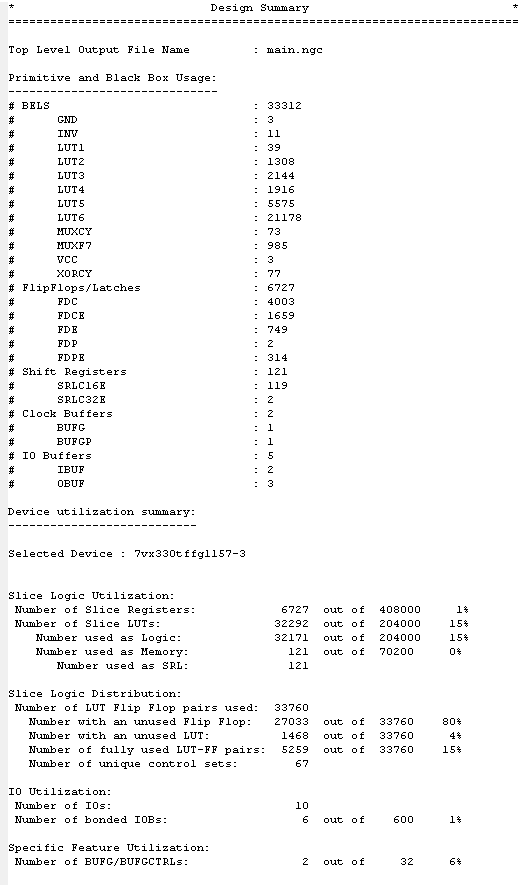 *                            Design Summary                             *
=========================================================================

Top Level Output File Name         : main.ngc

Primitive and Black Box Usage:
------------------------------
# BELS                             : 33312
#      GND                         : 3
#      INV                         : 11
#      LUT1                        : 39
#      LUT2                        : 1308
#      LUT3                        : 2144
#      LUT4                        : 1916
#      LUT5                        : 5575
#      LUT6                        : 21178
#      MUXCY                       : 73
#      MUXF7                       : 985
#      VCC                         : 3
#      XORCY                       : 77
# FlipFlops/Latches                : 6727
#      FDC                         : 4003
#      FDCE                        : 1659
#      FDE                         : 749
#      FDP                         : 2
#      FDPE                        : 314
# Shift Registers                  : 121
#      SRLC16E                     : 119
#      SRLC32E                     : 2
# Clock Buffers                    : 2
#      BUFG                        : 1
#      BUFGP                       : 1
# IO Buffers                       : 5
#      IBUF                        : 2
#      OBUF                        : 3

Device utilization summary:
---------------------------

Selected Device : 7vx330tffg1157-3

Slice Logic Utilization:
 Number of Slice Registers:            6727  out of  408000     1%
 Number of Slice LUTs:                32292  out of  204000    15%
    Number used as Logic:             32171  out of  204000    15%
    Number used as Memory:              121  out of  70200     0%
       Number used as SRL:              121

Slice Logic Distribution:
 Number of LUT Flip Flop pairs used:  33760
   Number with an unused Flip Flop:   27033  out of  33760    80%
   Number with an unused LUT:          1468  out of  33760     4%
   Number of fully used LUT-FF pairs:  5259  out of  33760    15%
   Number of unique control sets:        67

IO Utilization:
 Number of IOs:                          10
 Number of bonded IOBs:                   6  out of    600     1%

Specific Feature Utilization:
 Number of BUFG/BUFGCTRLs:                2  out of     32     6%